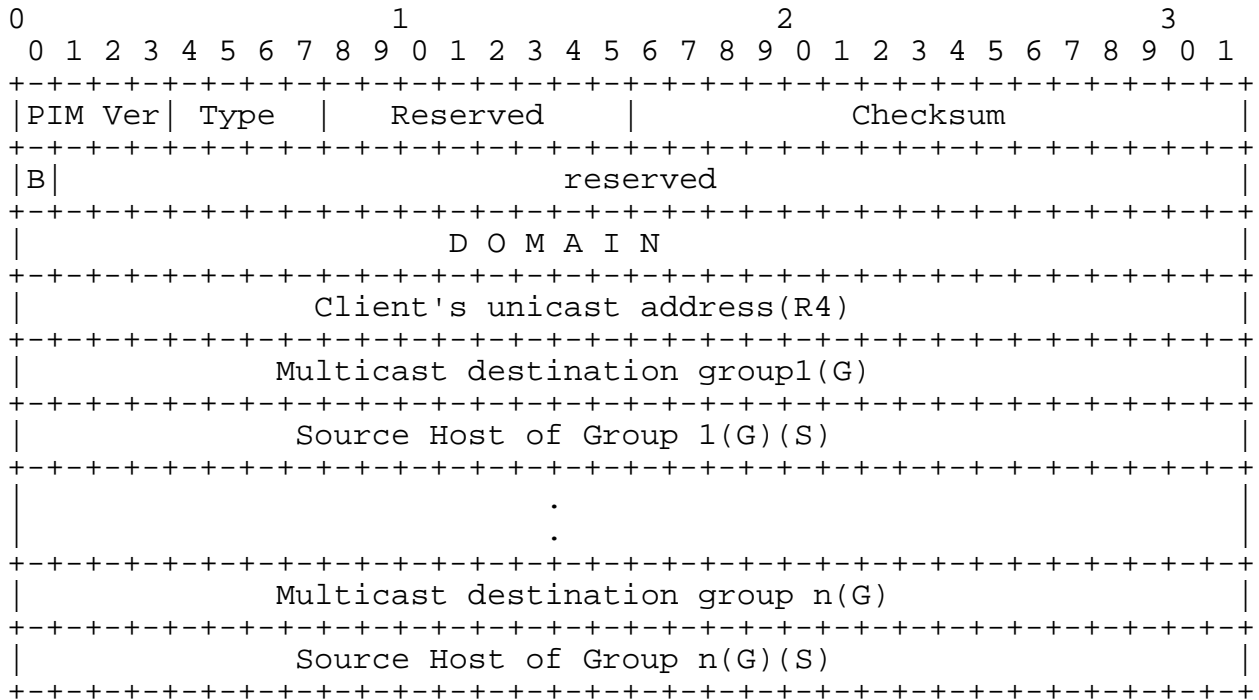 0                   1                   2                   3
 0 1 2 3 4 5 6 7 8 9 0 1 2 3 4 5 6 7 8 9 0 1 2 3 4 5 6 7 8 9 0 1
+-+-+-+-+-+-+-+-+-+-+-+-+-+-+-+-+-+-+-+-+-+-+-+-+-+-+-+-+-+-+-+-+
|PIM Ver| Type  |   Reserved    |           Checksum            |
+-+-+-+-+-+-+-+-+-+-+-+-+-+-+-+-+-+-+-+-+-+-+-+-+-+-+-+-+-+-+-+-+
|B|                          reserved                           |
+-+-+-+-+-+-+-+-+-+-+-+-+-+-+-+-+-+-+-+-+-+-+-+-+-+-+-+-+-+-+-+-+
|                      D O M A I N                              |
+-+-+-+-+-+-+-+-+-+-+-+-+-+-+-+-+-+-+-+-+-+-+-+-+-+-+-+-+-+-+-+-+
|               Client's unicast address(R4)                    |
+-+-+-+-+-+-+-+-+-+-+-+-+-+-+-+-+-+-+-+-+-+-+-+-+-+-+-+-+-+-+-+-+
|             Multicast destination group1(G)                   |
+-+-+-+-+-+-+-+-+-+-+-+-+-+-+-+-+-+-+-+-+-+-+-+-+-+-+-+-+-+-+-+-+
|              Source Host of Group 1(G)(S)                     |
+-+-+-+-+-+-+-+-+-+-+-+-+-+-+-+-+-+-+-+-+-+-+-+-+-+-+-+-+-+-+-+-+
|                           .                                   |
|                           .                                   |
+-+-+-+-+-+-+-+-+-+-+-+-+-+-+-+-+-+-+-+-+-+-+-+-+-+-+-+-+-+-+-+-+
|             Multicast destination group n(G)                  |
+-+-+-+-+-+-+-+-+-+-+-+-+-+-+-+-+-+-+-+-+-+-+-+-+-+-+-+-+-+-+-+-+
|              Source Host of Group n(G)(S)                     |
+-+-+-+-+-+-+-+-+-+-+-+-+-+-+-+-+-+-+-+-+-+-+-+-+-+-+-+-+-+-+-+-+